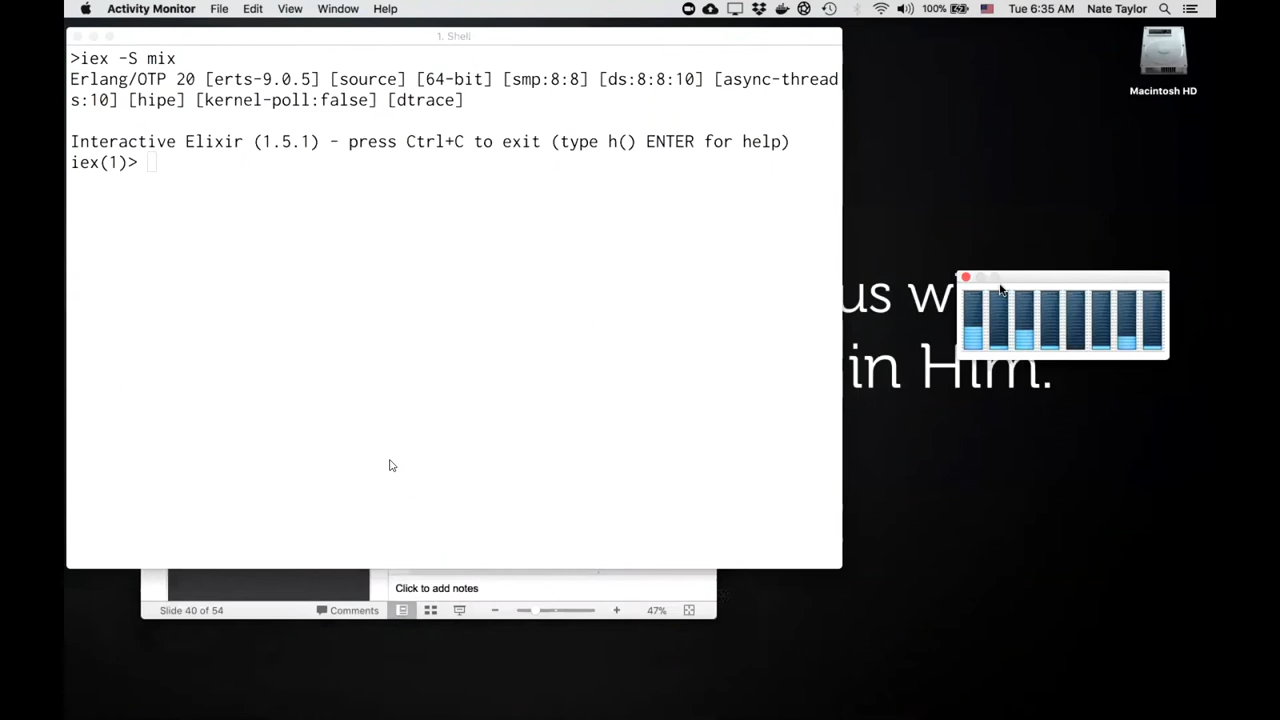 Activity Monitor File Edit View Window Help 100% Tue 6:35 AM Nate Taylor
1. Shell
>iex -S mix
Erlang/OTP 20 [erts-9.0.5] [source] [64-bit] [smp:8:8] [ds:8:8:10] [async-thread
s:10] [hipe] [kernel-poll:false] [dtrace]
Interactive Elixir (1.5.1) - press Ctrl+C to exit (type h() ENTER for help)
iex(1)>
Macintosh HD
us w
in Him.
Click to add notes
Slide 40 of 54 Comments 47%